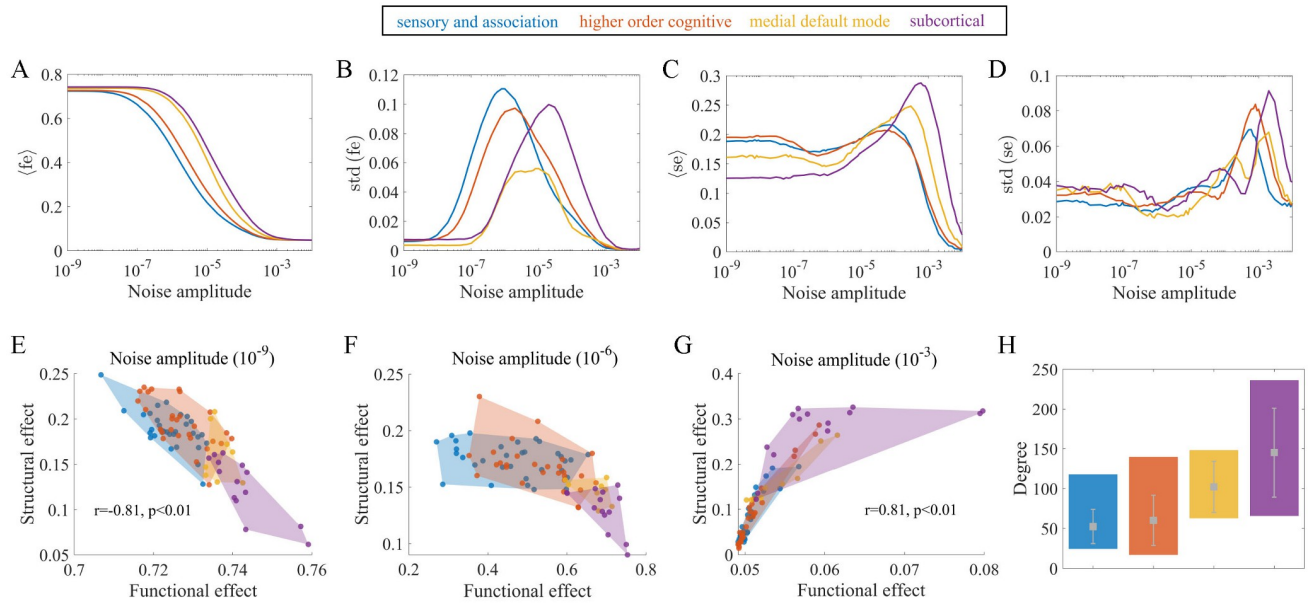 sensory and association higher order cognitive medial default mode subcortical
A B C D
0.8
0.6
0.4
0.2
0
⟨fe⟩
10-9 10-7 10-5 10-3
Noise amplitude
0.12
0.1
0.08
0.06
0.04
0.02
0
std (fe)
10-9 10-7 10-5 10-3
Noise amplitude
0.3
0.25
0.2
0.15
0.1
0.05
0
⟨se⟩
10-9 10-7 10-5 10-3
Noise amplitude
0.1
0.08
0.06
0.04
0.02
0
std (se)
10-9 10-7 10-5 10-3
Noise amplitude
E F G H
Noise amplitude (10-9)
0.25
0.2
0.15
0.1
0.05
Structural effect
r=-0.81, p<0.01
0.7 0.72 0.74 0.76
Functional effect
Noise amplitude (10-6)
0.25
0.2
0.15
0.1
Structural effect
0.2 0.3 0.4 0.5 0.6 0.7 0.8
Functional effect
Noise amplitude (10-3)
0.4
0.3
0.2
0.1
0
Structural effect
r=0.81, p<0.01
0.05 0.06 0.07 0.08
Functional effect
250
200
150
100
50
0
Degree